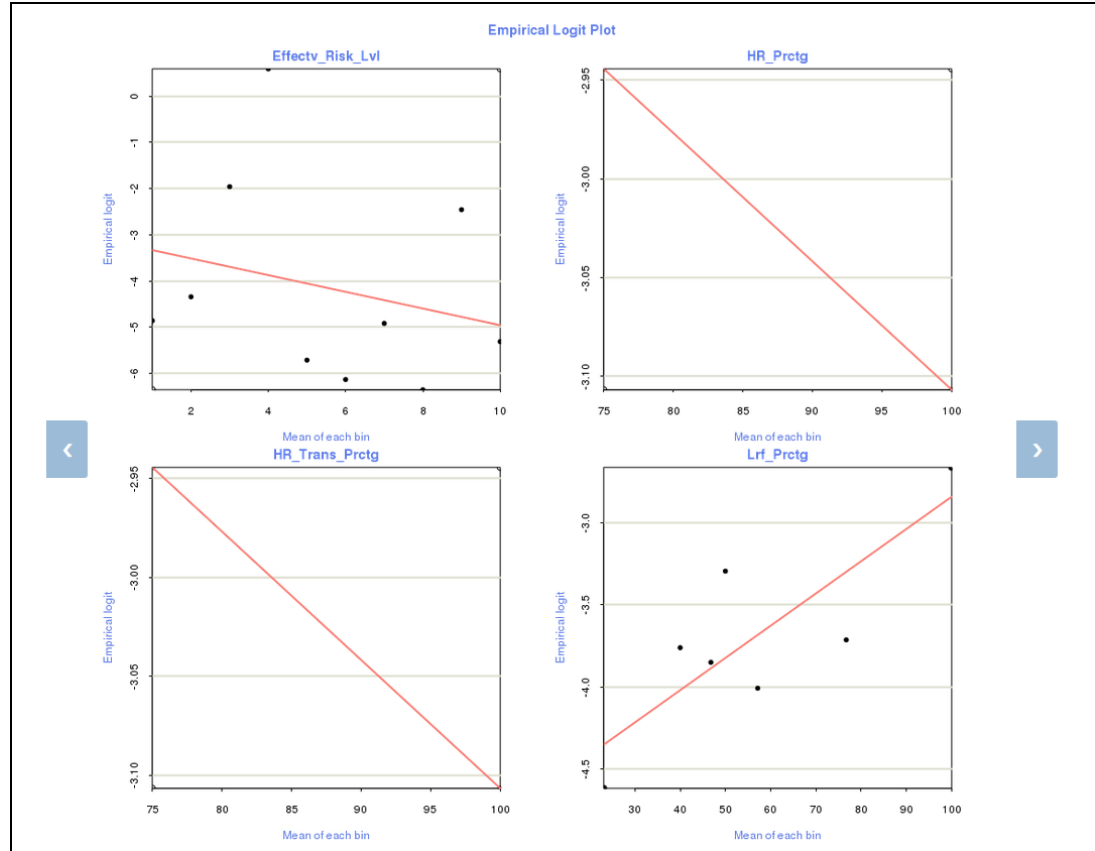 Empirical Logit Plot
Effectv_Risk_Lvl
Empirical logit
0
-1
-2
-3
-4
-5
-6
2 4 6 8 10
Mean of each bin
HR_Prctg
Empirical logit
-2.95
-3.00
-3.05
-3.10
75 80 85 90 95 100
Mean of each bin
‹
›
HR_Trans_Prctg
Empirical logit
-2.95
-3.00
-3.05
-3.10
75 80 85 90 95 100
Mean of each bin
Lrf_Prctg
Empirical logit
-3.0
-3.5
-4.0
-4.5
30 40 50 60 70 80 90 100
Mean of each bin